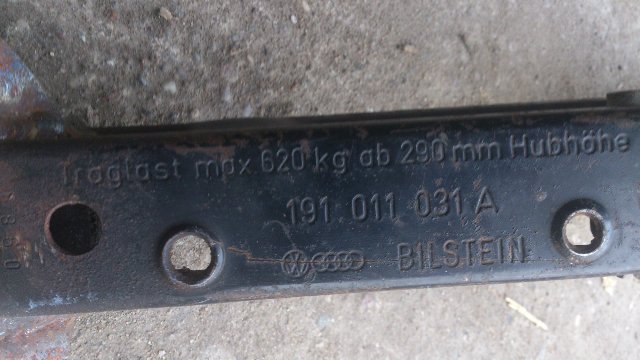 Traglast max. 620 kg ab 290 mm Hubhöhe
191 011 031 A
BILSTEIN